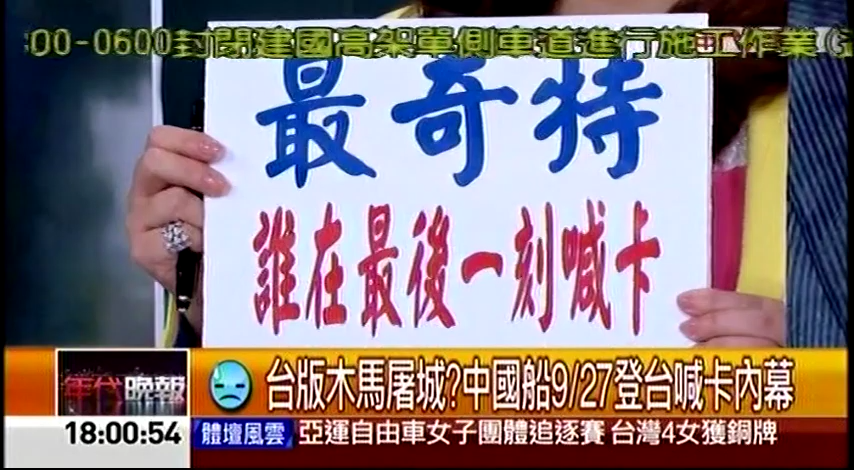 00-0600封閉建國高架單側車道進行施工作業
最奇特
誰在最後一刻喊卡
年代晚報
台版木馬屠城?中國船9/27登台喊卡內幕
18:00:54
體壇風雲
亞運自由車女子團體追逐賽 台灣4女獲銅牌